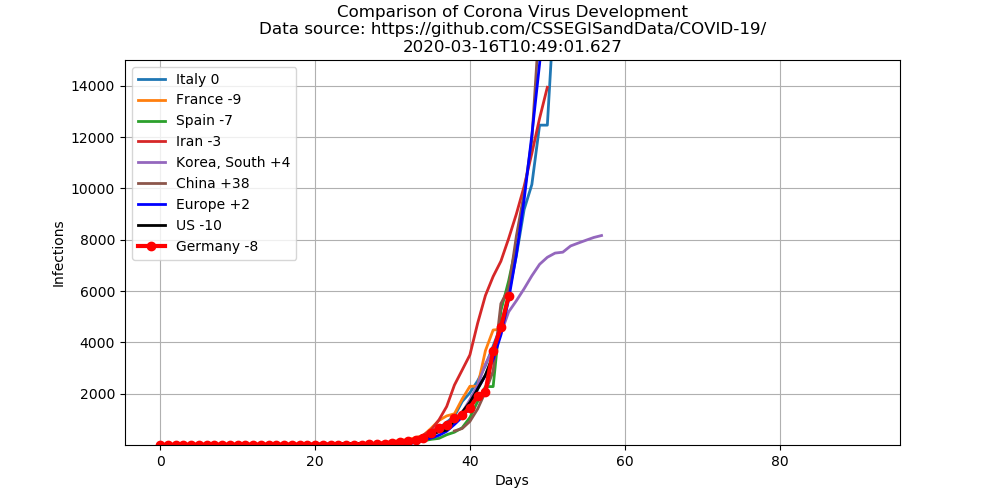 Comparison of Corona Virus Development
Data source: https://github.com/CSSEGISandData/COVID-19/
2020-03-16T10:49:01.627
Italy 0
France -9
Spain -7
Iran -3
Korea, South +4
China +38
Europe +2
US -10
Germany -8
14000
12000
10000
8000
6000
4000
2000
Infections
0 20 40 60 80
Days